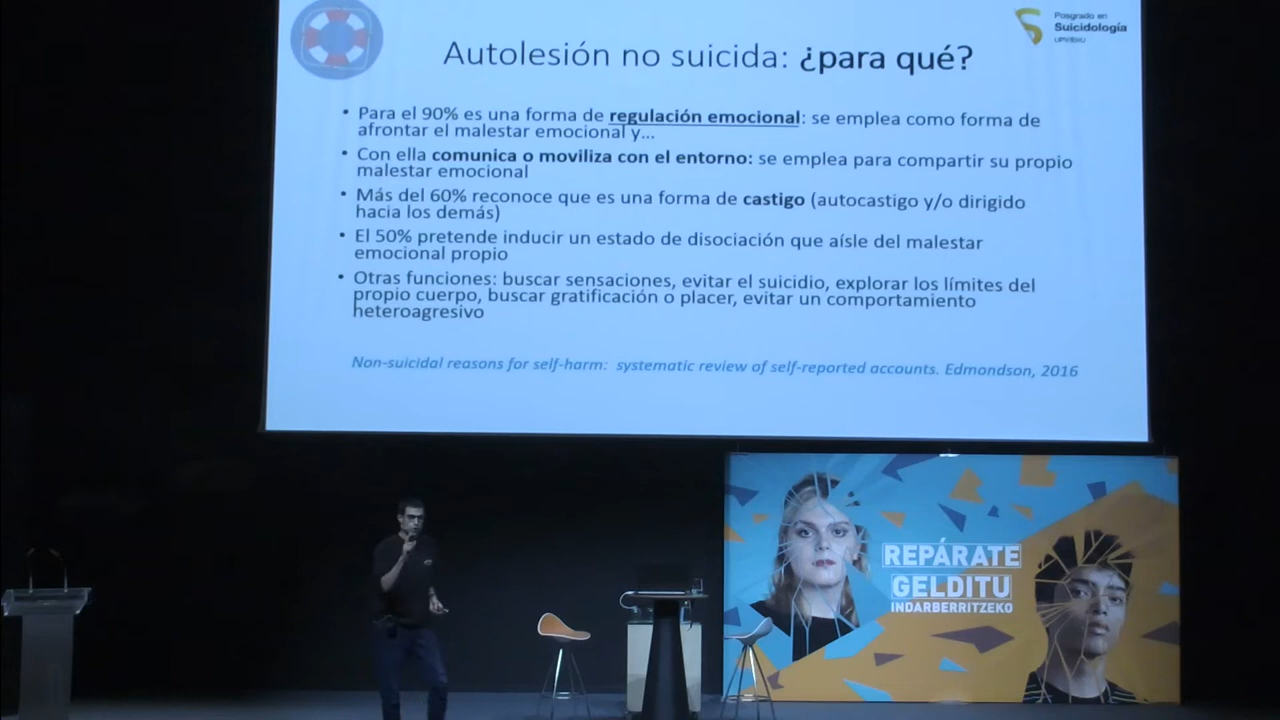 Posgrado en
Suicidología
UPV/EHU
Autolesión no suicida: ¿para qué?
• Para el 90% es una forma de regulación emocional: se emplea como forma de
afrontar el malestar emocional y...
• Con ella comunica o moviliza con el entorno: se emplea para compartir su propio
malestar emocional
• Más del 60% reconoce que es una forma de castigo (autocastigo y/o dirigido
hacia los demás)
• El 50% pretende inducir un estado de disociación que aísle del malestar
emocional propio
• Otras funciones: buscar sensaciones, evitar el suicidio, explorar los límites del
propio cuerpo, buscar gratificación o placer, evitar un comportamiento
heteroagresivo
Non-suicidal reasons for self-harm: systematic review of self-reported accounts. Edmondson, 2016
REPÁRATE
GELDITU
INDARBERRITZEKO